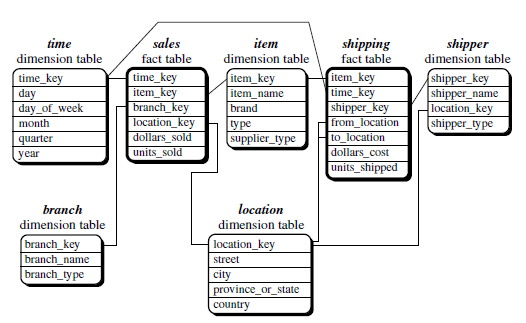 time
dimension table
time_key
day
day_of_week
month
quarter
year
sales
fact table
time_key
item_key
branch_key
location_key
dollars_sold
units_sold
item
dimension table
item_key
item_name
brand
type
supplier_type
shipping
fact table
item_key
time_key
shipper_key
from_location
to_location
dollars_cost
units_shipped
shipper
dimension table
shipper_key
shipper_name
location_key
shipper_type
branch
dimension table
branch_key
branch_name
branch_type
location
dimension table
location_key
street
city
province_or_state
country